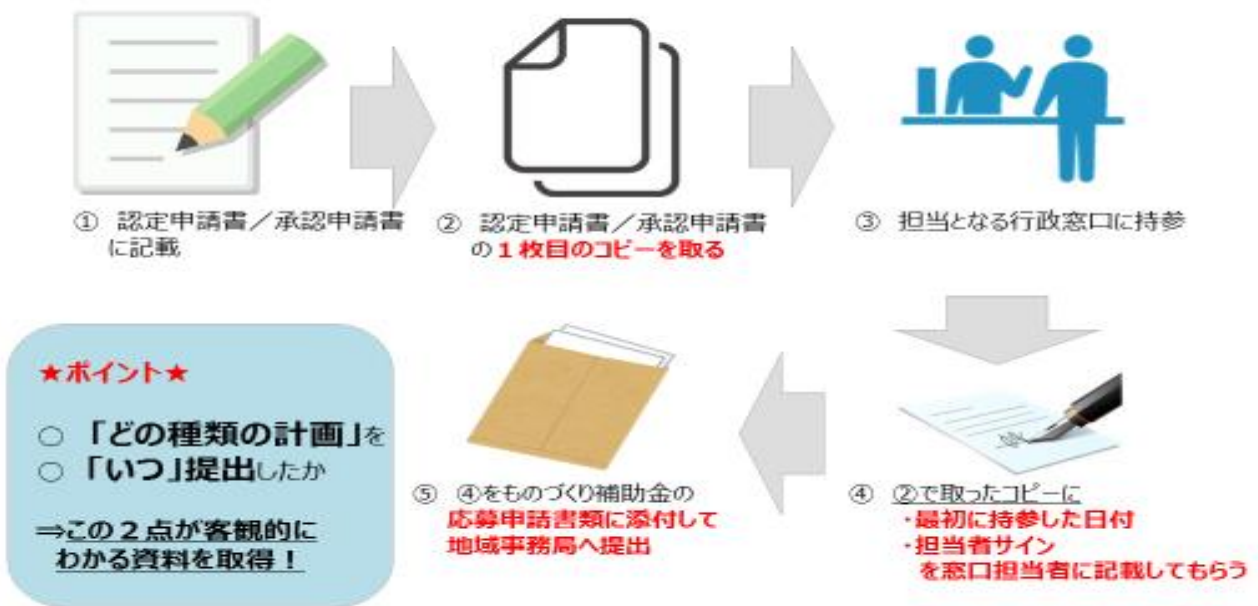 ① 認定申請書／承認申請書
に記載
② 認定申請書／承認申請書
の１枚目のコピーを取る
③ 担当となる行政窓口に持参
④ ②で取ったコピーに
・最初に持参した日付
・担当者サイン
を窓口担当者に記載してもらう
⑤ ④をものづくり補助金の
応募申請書類に添付して
地域事務局へ提出
★ポイント★
○ 「どの種類の計画」を
○ 「いつ」提出したか
⇒この２点が客観的に
わかる資料を取得！